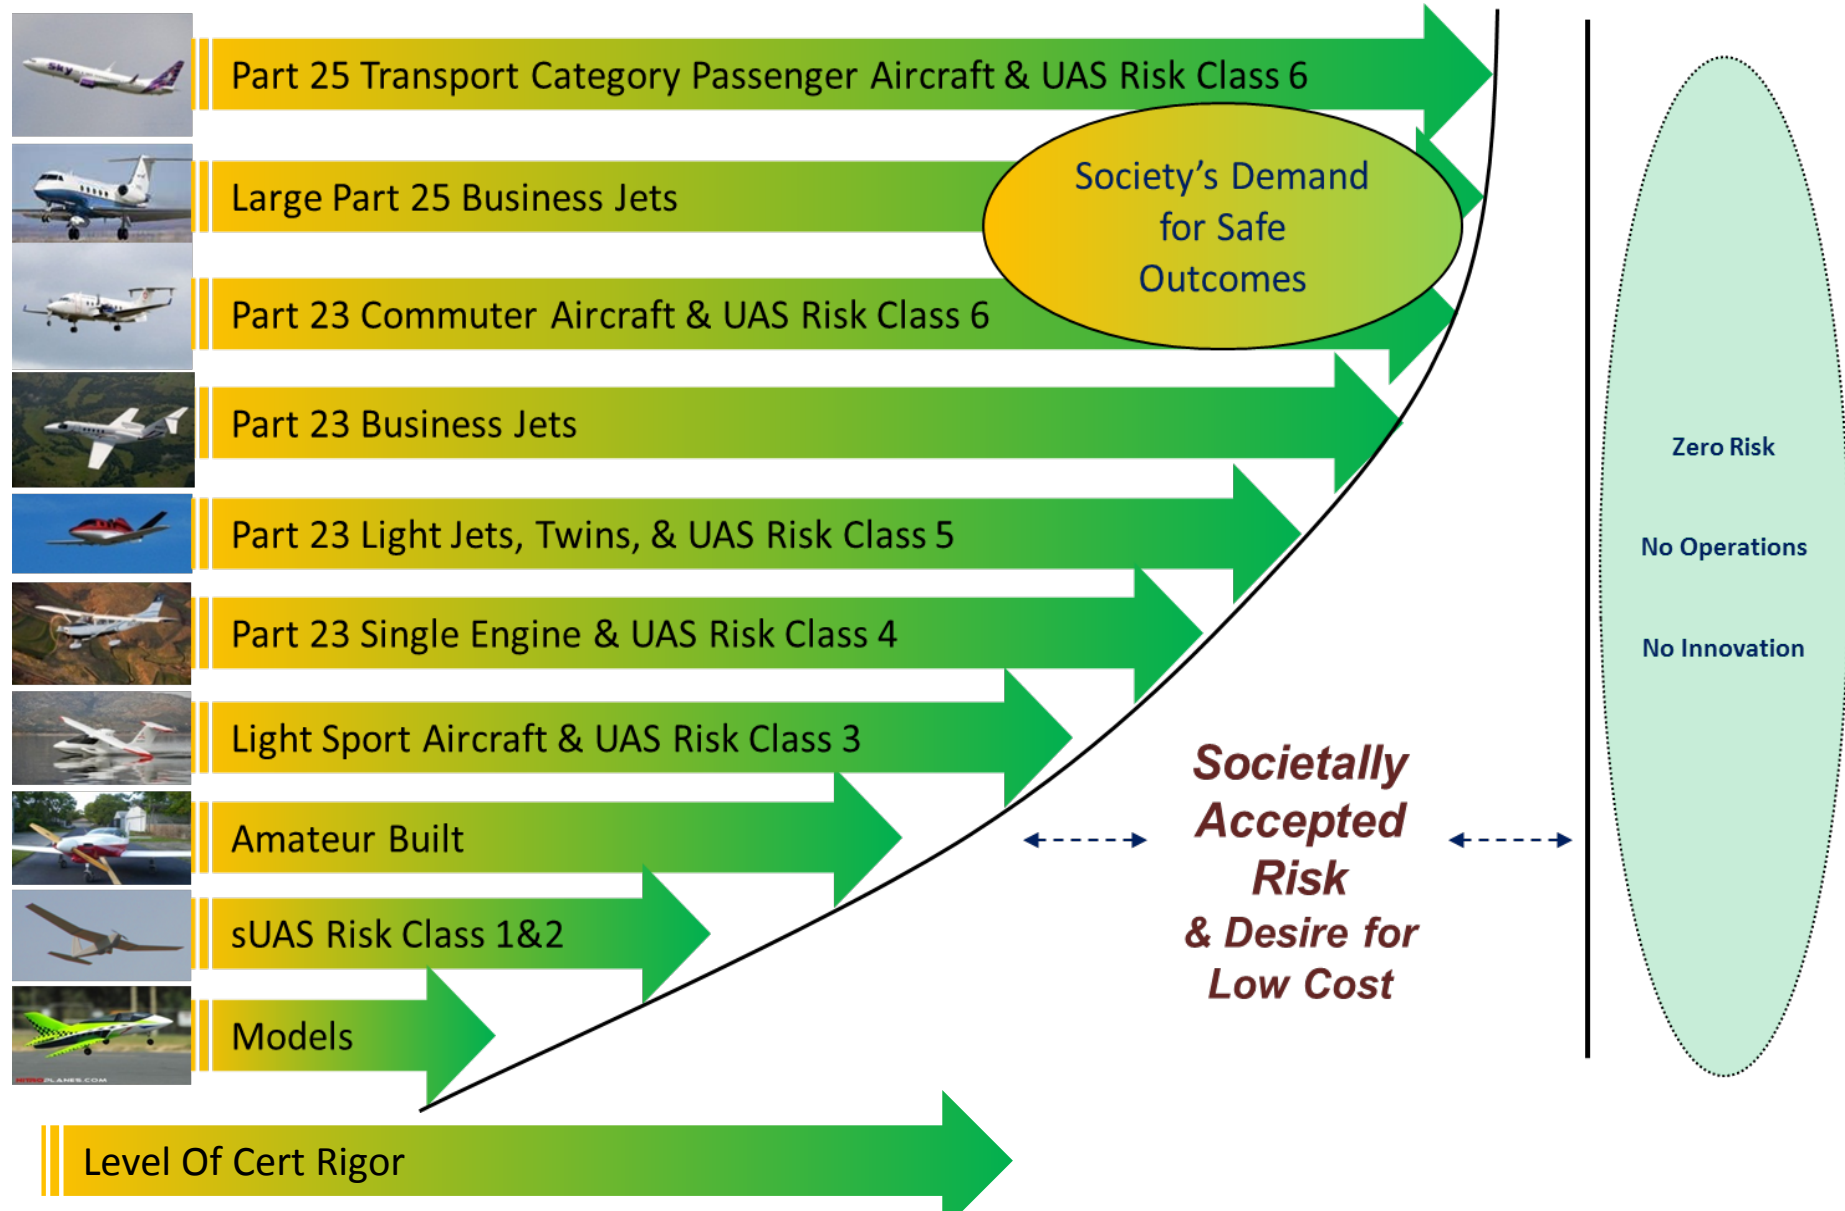 sky
Part 25 Transport Category Passenger Aircraft & UAS Risk Class 6
Large Part 25 Business Jets
Society's Demand
for Safe
Outcomes
Part 23 Commuter Aircraft & UAS Risk Class 6
Part 23 Business Jets
Part 23 Light Jets, Twins, & UAS Risk Class 5
Part 23 Single Engine & UAS Risk Class 4
Light Sport Aircraft & UAS Risk Class 3
Amateur Built
sUAS Risk Class 1&2
Models
NITROPLANES.COM
Level Of Cert Rigor
Societally
Accepted
Risk
& Desire for
Low Cost
Zero Risk
No Operations
No Innovation